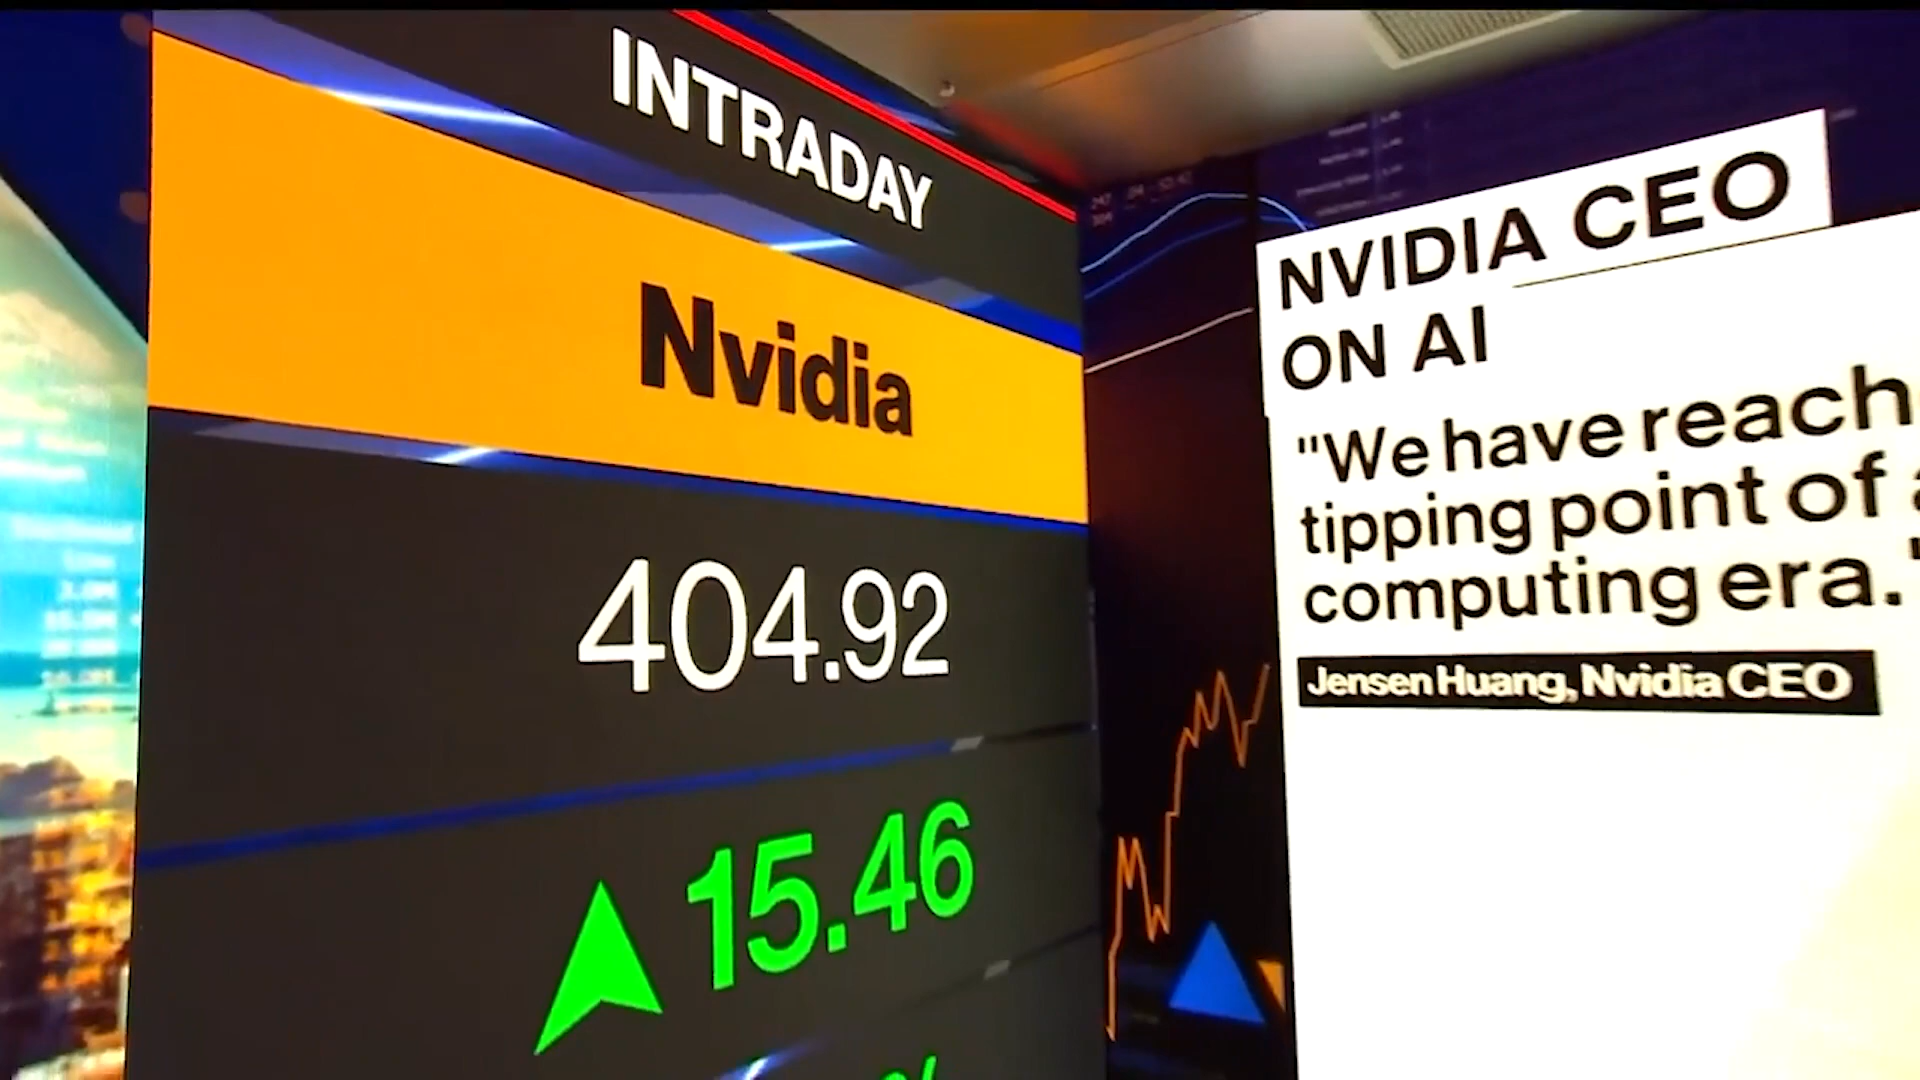 INTRADAY
Nvidia
404.92
15.46
%
NVIDIA CEO
ON AI
"We have reach
tipping point of
computing era."
Jensen Huang, Nvidia CEO